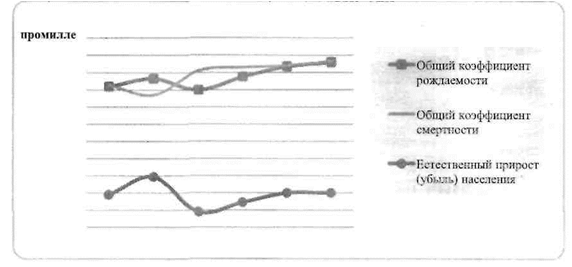 промилле
Общий коэффициент
рождаемости
Общий коэффициент
смертности
Естественный прирост
(убыль) населения